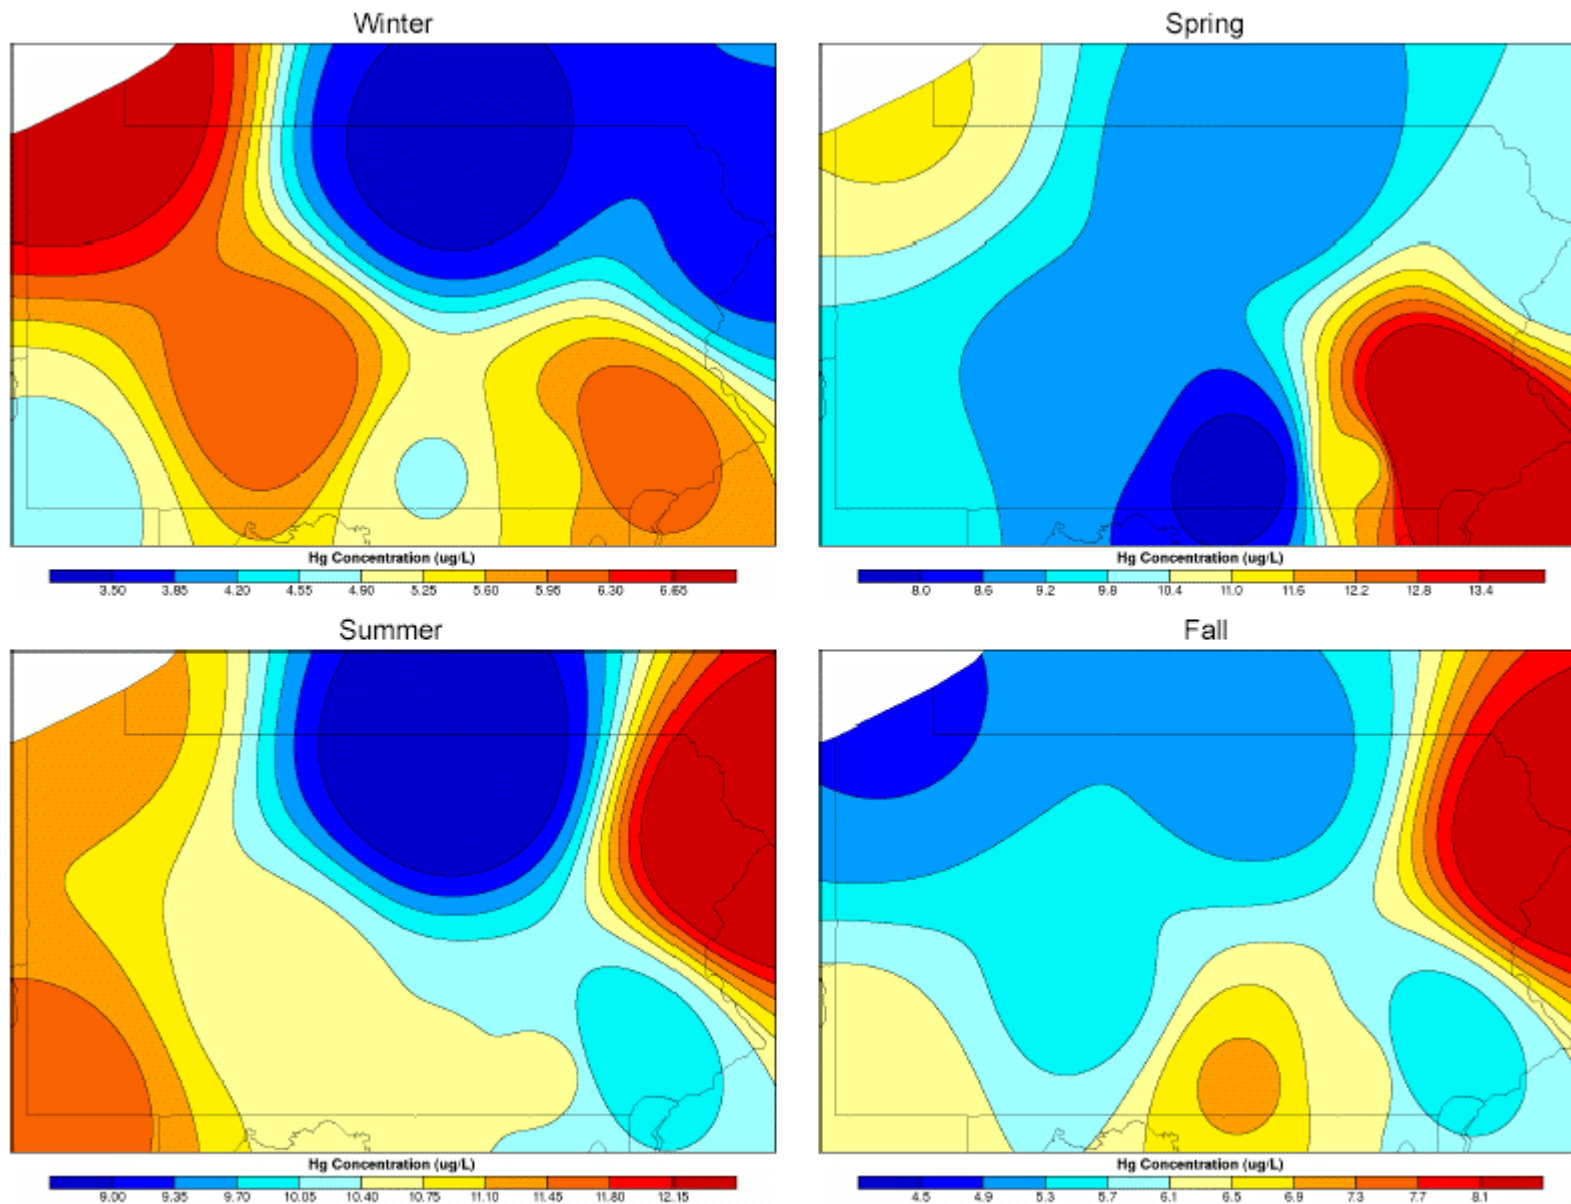 Winter
Spring
Hg Concentration (ug/L)
3.50 3.85 4.20 4.55 4.90 5.25 5.60 5.95 6.30 6.65
Hg Concentration (ug/L)
8.0 8.6 9.2 9.8 10.4 11.0 11.6 12.2 12.8 13.4
Summer
Fall
Hg Concentration (ug/L)
9.00 9.35 9.70 10.05 10.40 10.75 11.10 11.45 11.80 12.15
Hg Concentration (ug/L)
4.5 4.9 5.3 5.7 6.1 6.5 6.9 7.3 7.7 8.1